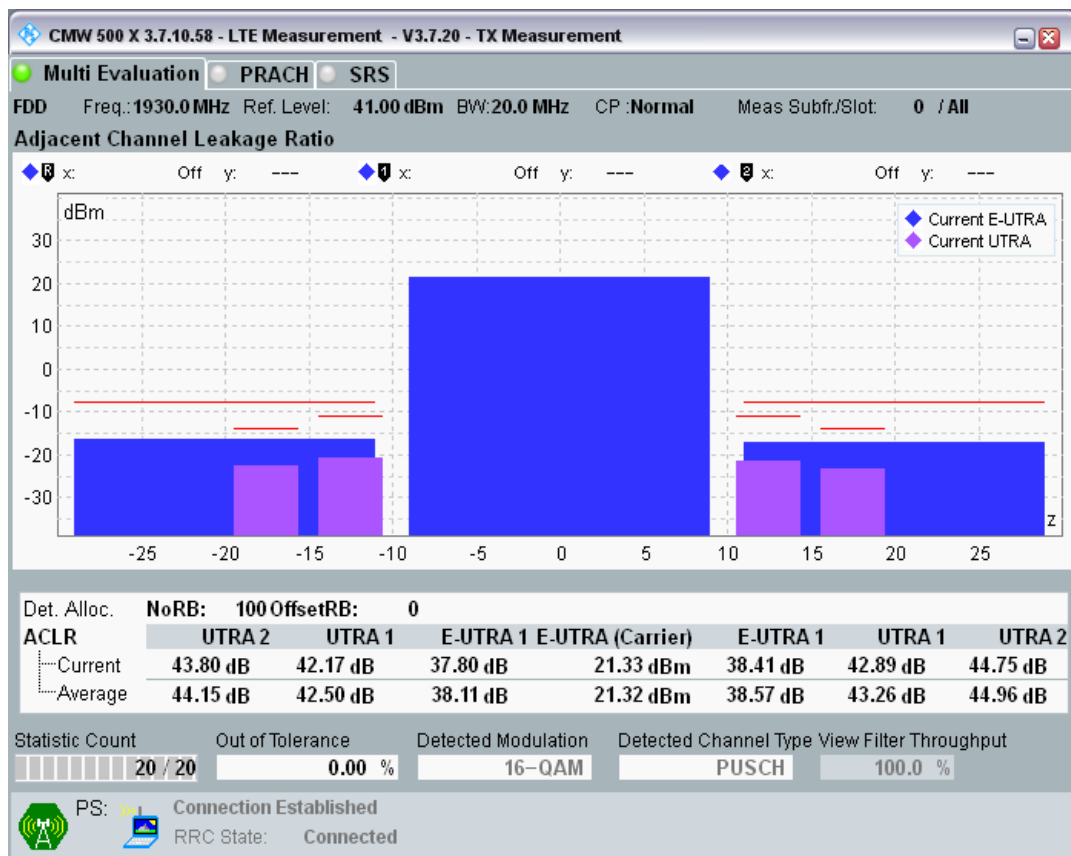 CMW 500 X 3.7.10.58 - LTE Measurement - V3.7.20 - TX Measurement
Multi Evaluation PRACH SRS
FDD Freq.:1930.0 MHz Ref. Level: 41.00 dBm BW:20.0 MHz CP :Normal Meas Subfr./Slot: 0 / All
Adjacent Channel Leakage Ratio
R x: Off y: --- 1 x: Off y: --- 2 x: Off y: ---
dBm
Current E-UTRA
Current UTRA
30
20
10
0
-10
-20
-30
z
-25 -20 -15 -10 -5 0 5 10 15 20 25
Det. Alloc. NoRB: 100 OffsetRB: 0
ACLR UTRA 2 UTRA 1 E-UTRA 1 E-UTRA (Carrier) E-UTRA 1 UTRA 1 UTRA 2
Current 43.80 dB 42.17 dB 37.80 dB 21.33 dBm 38.41 dB 42.89 dB 44.75 dB
Average 44.15 dB 42.50 dB 38.11 dB 21.32 dBm 38.57 dB 43.26 dB 44.96 dB
Statistic Count Out of Tolerance Detected Modulation Detected Channel Type View Filter Throughput
20 / 20 0.00 % 16-QAM PUSCH 100.0 %
PS: Connection Established
RRC State: Connected